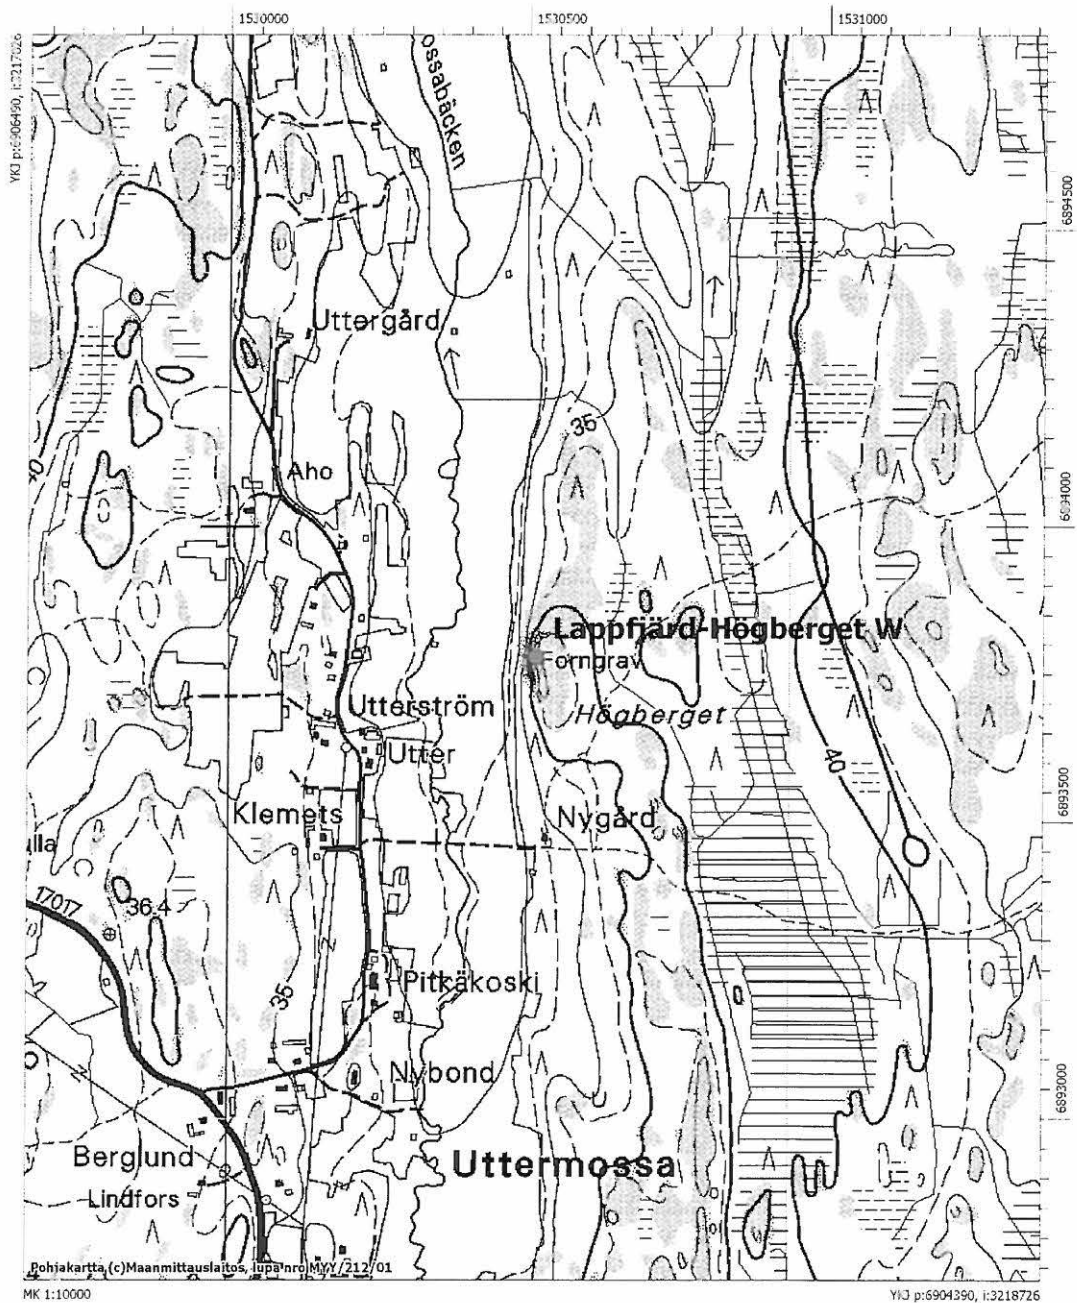 1530000
1530500
1531000
YKJ p:6906490, i:3217026
ossabäcken
6894500
Uttergård
35
40
Aho
6894000
Lappfjärd-Högberget W
Forngrav
Högberget
Utterström
Utter
40
Klemets
Nygård
6893500
ulla
17017
36.4
Pitkäkoski
35
Nybond
6893000
Berglund
Uttermossa
Lindfors
Pohjakartta,(c)Maanmittauslaitos, lupa nro MYY/212/01
MK 1:10000
YKJ p:6904390, i:3218726